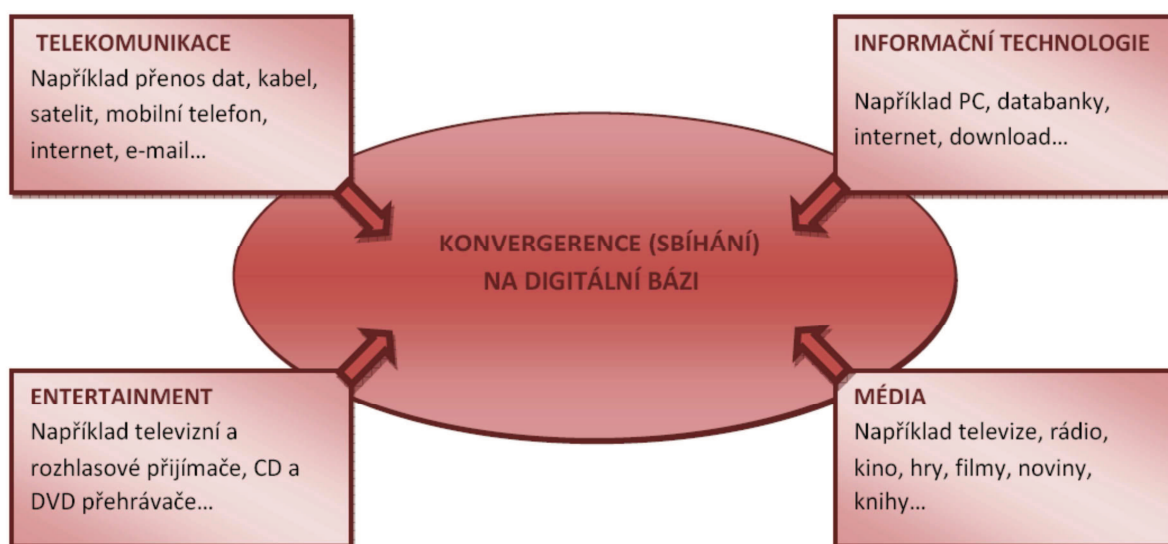 TELEKOMUNIKACE
Například přenos dat, kabel,
satelit, mobilní telefon,
internet, e-mail…
INFORMAČNÍ TECHNOLOGIE
Například PC, databanky,
internet, download…
KONVERGERENCE (SBÍHÁNÍ)
NA DIGITÁLNÍ BÁZI
ENTERTAINMENT
Například televizní a
rozhlasové přijímače, CD a
DVD přehrávače…
MÉDIA
Například televize, rádio,
kino, hry, filmy, noviny,
knihy…